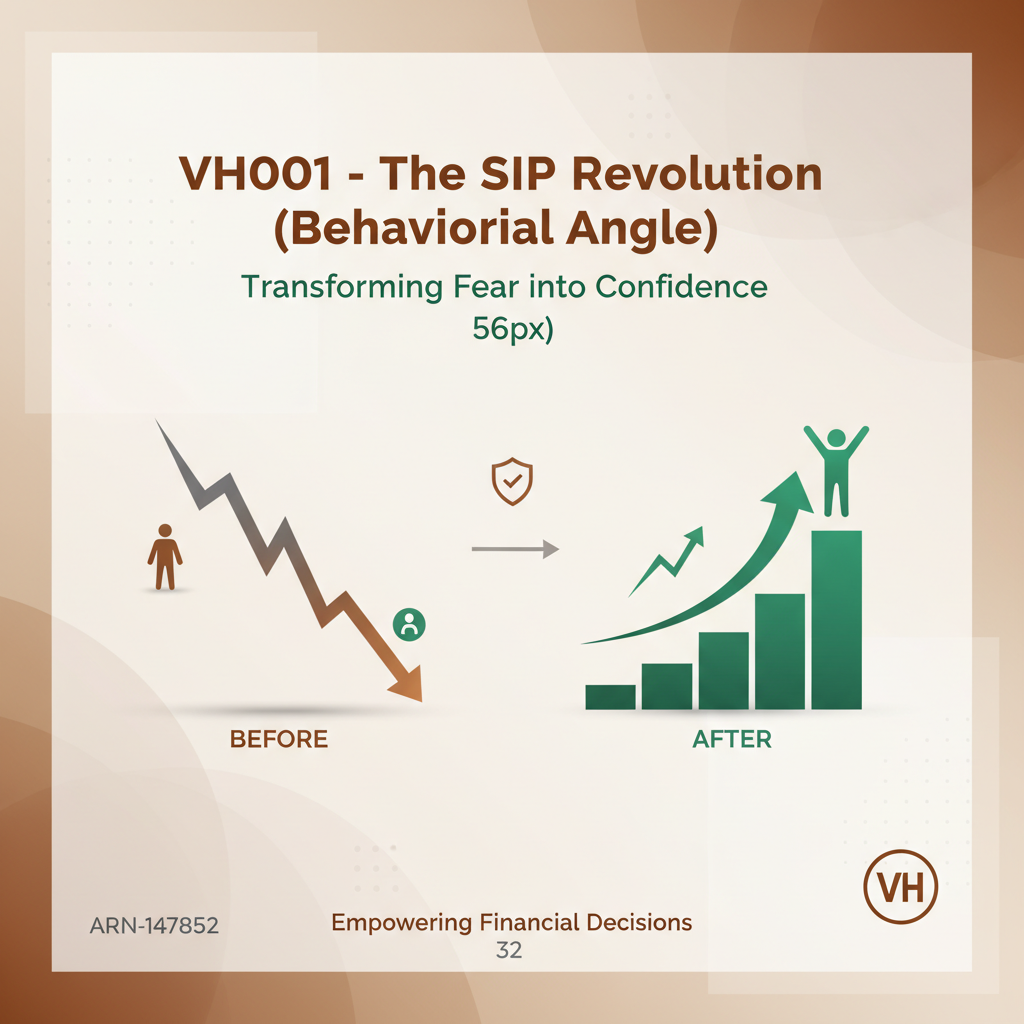 VH001 - The SIP Revolution
(Behaviorial Angle)
Transforming Fear into Confidence
56px)
BEFORE
AFTER
VH
ARN-147852
Empowering Financial Decisions
32